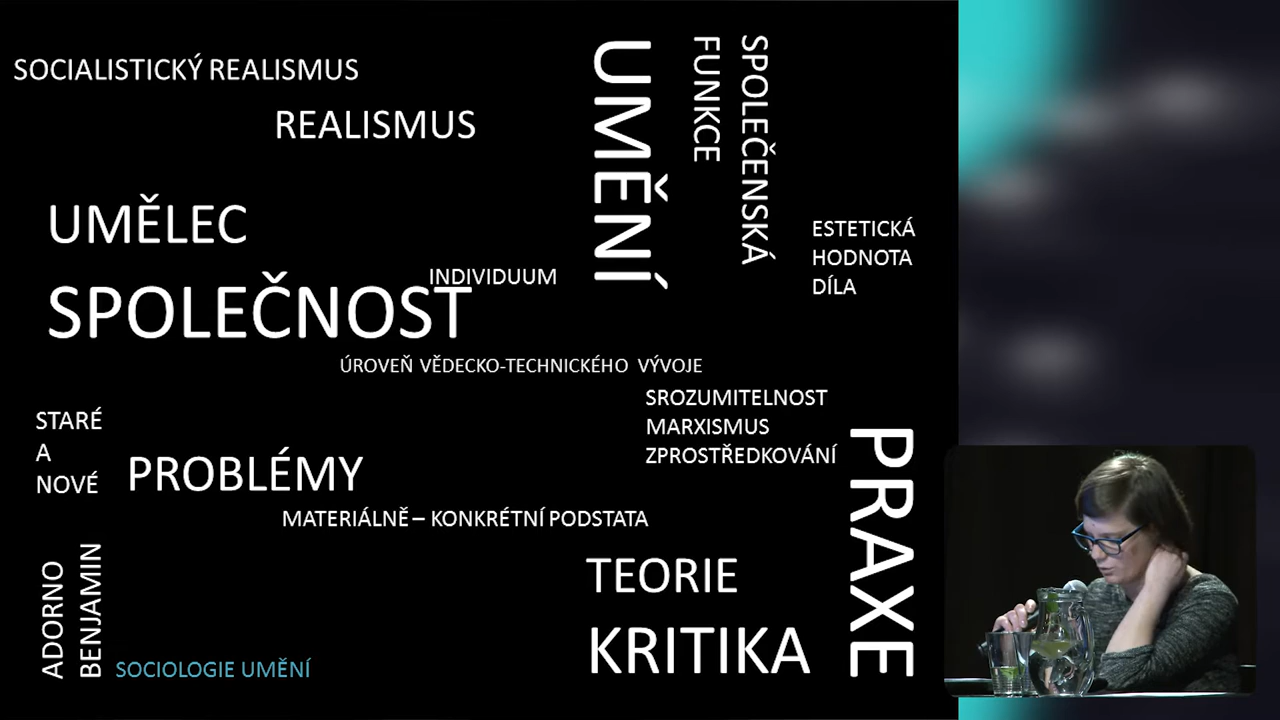 SOCIALISTICKÝ REALISMUS
REALISMUS
UMĚNÍ
SPOLEČENSKÁ
FUNKCE
UMĚLEC
ESTETICKÁ
HODNOTA
DÍLA
INDIVIDUUM
SPOLEČNOST
ÚROVEŇ VĚDECKO-TECHNICKÉHO VÝVOJE
SROZUMITELNOST
MARXISMUS
ZPROSTŘEDKOVÁNÍ
STARÉ
A
NOVÉ
PROBLÉMY
PRAXE
MATERIÁLNĚ – KONKRÉTNÍ PODSTATA
ADORNO
BENJAMIN
TEORIE
KRITIKA
SOCIOLOGIE UMĚNÍ